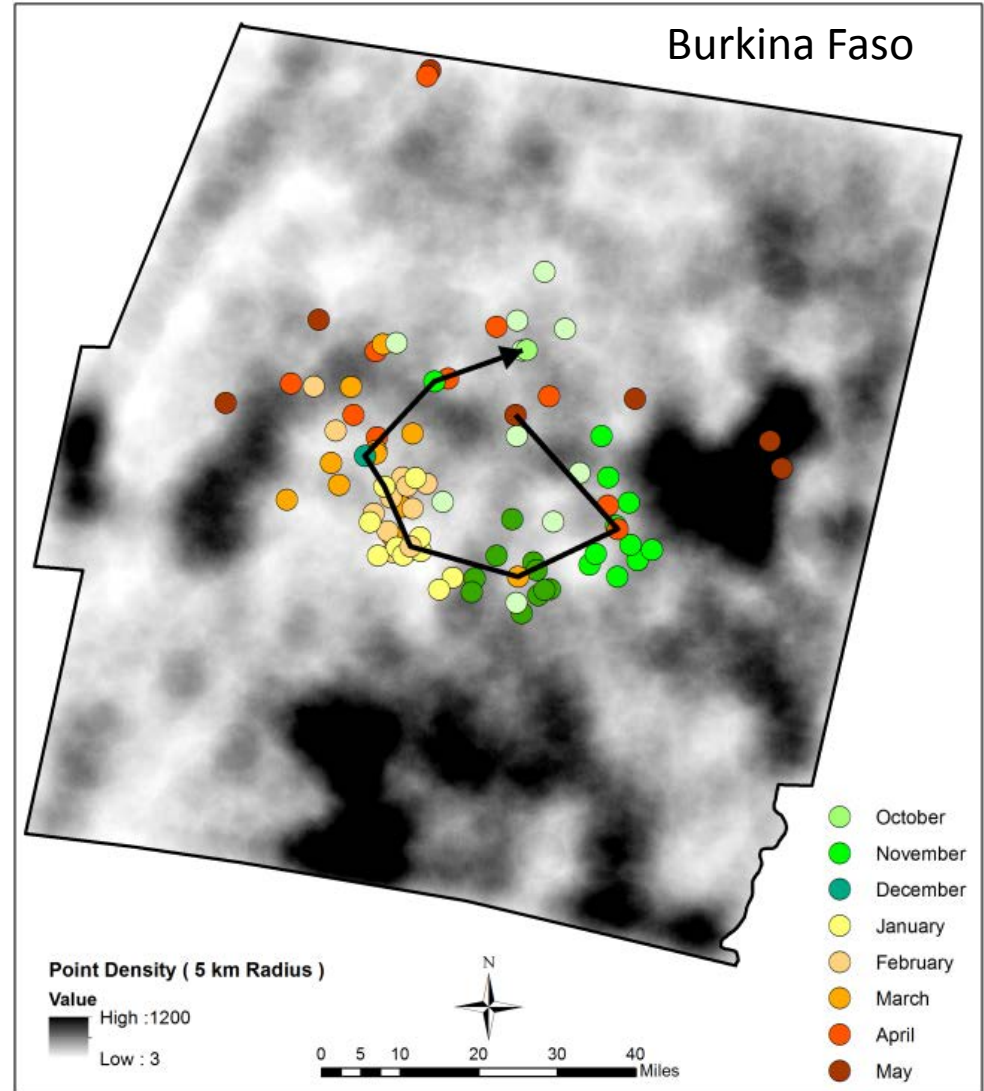 Burkina Faso
October
November
December
January
February
March
April
May
Point Density ( 5 km Radius )
Value
High :1200
Low : 3
N
0 5 10 20 30 40
Miles